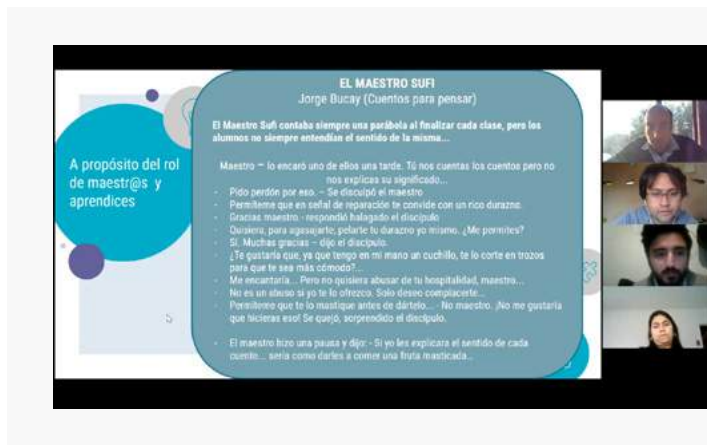 EL MAESTRO SUFI
Jorge Bucay (Cuentos para pensar)
El Maestro Sufi contaba siempre una parábola al finalizar cada clase, pero los
alumnos no siempre entendían el sentido de la misma...
A propósito del rol
de maestr@s y
aprendices
Maestro – lo encaró uno de ellos una tarde. Tú nos cuentas los cuentos pero no
nos explicas su significado...
- Pido perdón por eso. – Se disculpó el maestro
- Permíteme que en señal de reparación te convide con un rico durazno.
- Gracias maestro.- respondió halagado el discípulo
- Quisiera, para agasajarte, pelarte tu durazno yo mismo. ¿Me permites?
- Sí. Muchas gracias – dijo el discípulo.
¿Te gustaría que, ya que tengo en mi mano un cuchillo, te lo corte en trozos
para que te sea más cómodo?...
- Me encantaría... Pero no quisiera abusar de tu hospitalidad, maestro...
- No es un abuso si yo te lo ofrezco. Solo deseo complacerte...
- Permíteme que te lo mastique antes de dártelo... - No maestro. ¡No me gustaría
que hicieras eso! Se quejó, sorprendido el discípulo.
- El maestro hizo una pausa y dijo:- Si yo les explicara el sentido de cada
cuento... sería como darles a comer una fruta masticada...